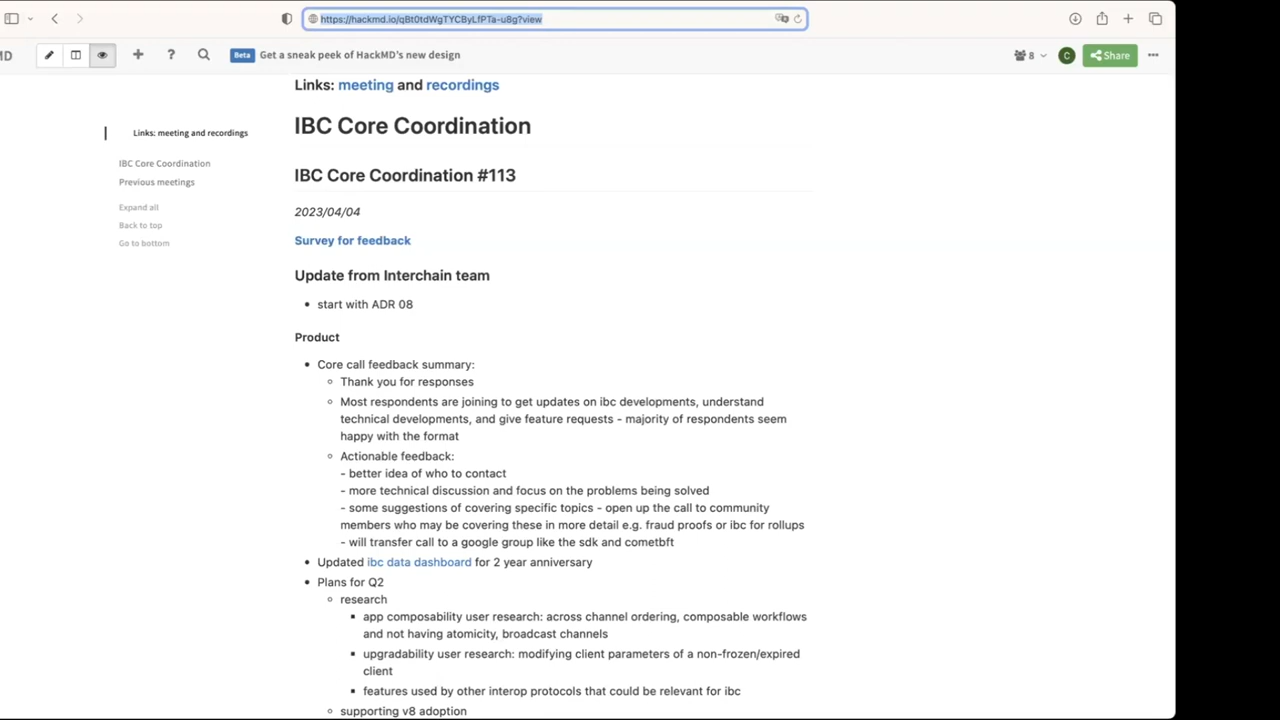 https://hackmd.io/qBt0tdWgTYCByLfPTa-u8g?view
MD
?
Beta Get a sneak peek of HackMD's new design
8
C
Share
Links: meeting and recordings
IBC Core Coordination
Previous meetings
Expand all
Back to top
Go to bottom
Links: meeting and recordings
IBC Core Coordination
IBC Core Coordination #113
2023/04/04
Survey for feedback
Update from Interchain team
• start with ADR 08
Product
• Core call feedback summary:
◦ Thank you for responses
◦ Most respondents are joining to get updates on ibc developments, understand
technical developments, and give feature requests - majority of respondents seem
happy with the format
◦ Actionable feedback:
- better idea of who to contact
- more technical discussion and focus on the problems being solved
- some suggestions of covering specific topics - open up the call to community
members who may be covering these in more detail e.g. fraud proofs or ibc for rollups
- will transfer call to a google group like the sdk and cometbft
• Updated ibc data dashboard for 2 year anniversary
• Plans for Q2
◦ research
▪ app composability user research: across channel ordering, composable workflows
and not having atomicity, broadcast channels
▪ upgradability user research: modifying client parameters of a non-frozen/expired
client
▪ features used by other interop protocols that could be relevant for ibc
◦ supporting v8 adoption